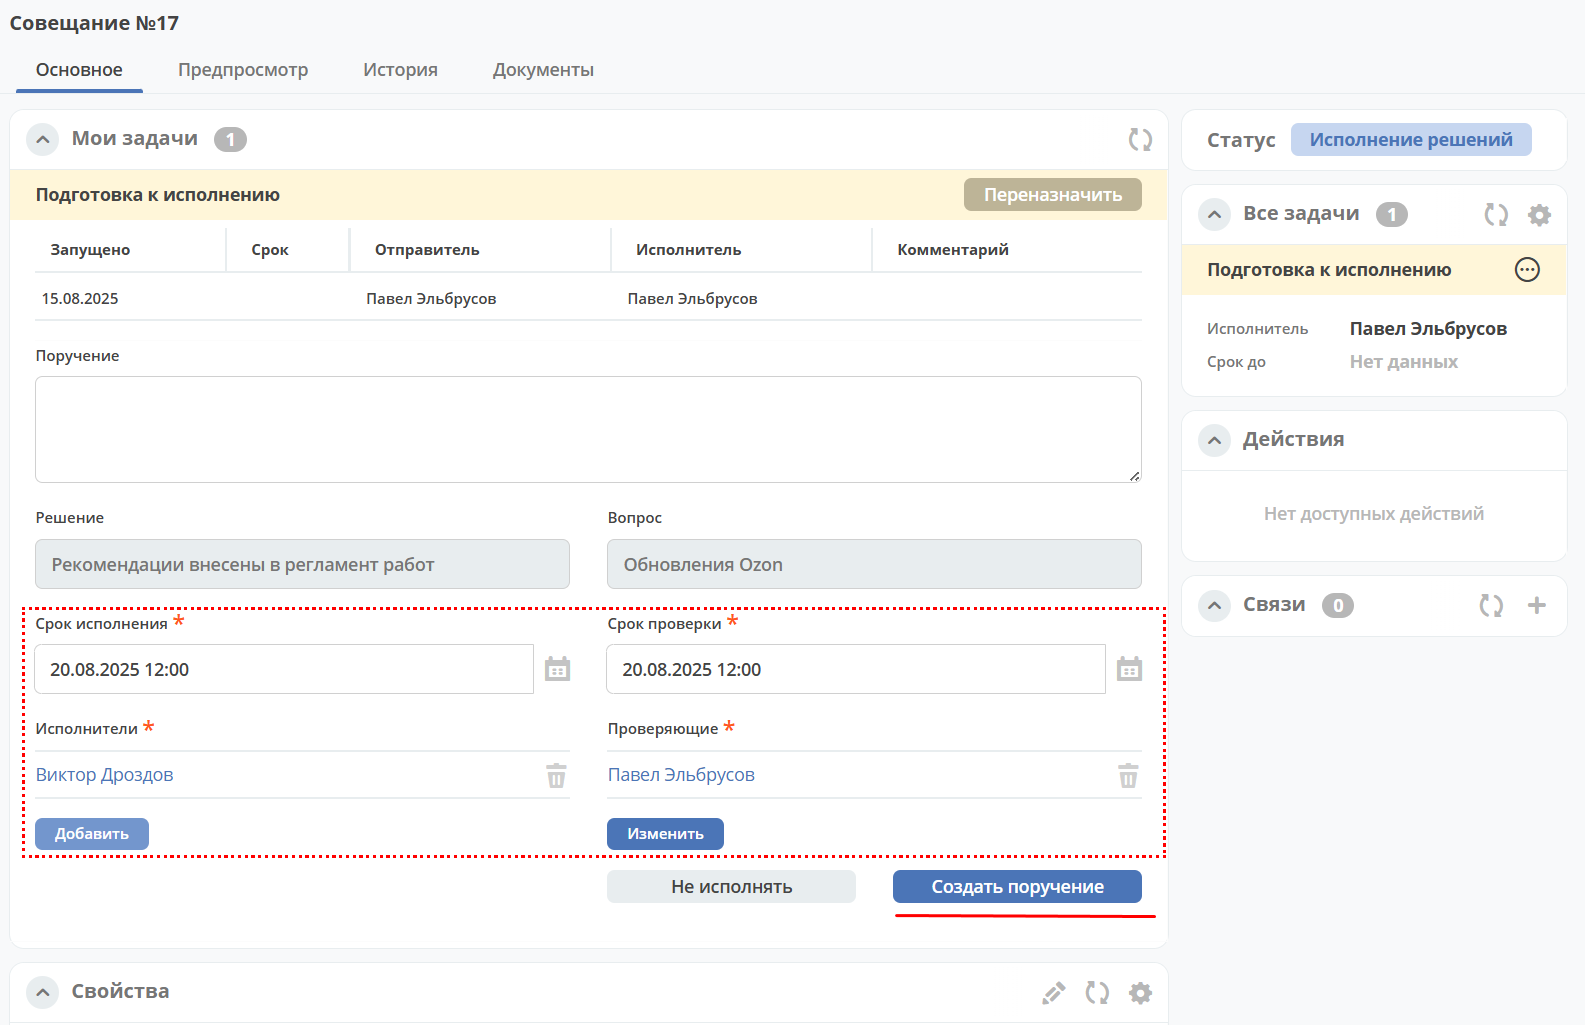 Совещание №17
Основное Предпросмотр История Документы
Мои задачи 1
Подготовка к исполнению Переназначить
Запущено Срок Отправитель Исполнитель Комментарий
15.08.2025 Павел Эльбрусов Павел Эльбрусов
Поручение
Решение Вопрос
Рекомендации внесены в регламент работ Обновления Ozon
Срок исполнения * Срок проверки *
20.08.2025 12:00 20.08.2025 12:00
Исполнители * Проверяющие *
Виктор Дроздов Павел Эльбрусов
Добавить Изменить
Не исполнять Создать поручение
Свойства
Статус Исполнение решений
Все задачи 1
Подготовка к исполнению
Исполнитель Павел Эльбрусов
Срок до Нет данных
Действия
Нет доступных действий
Связи 0